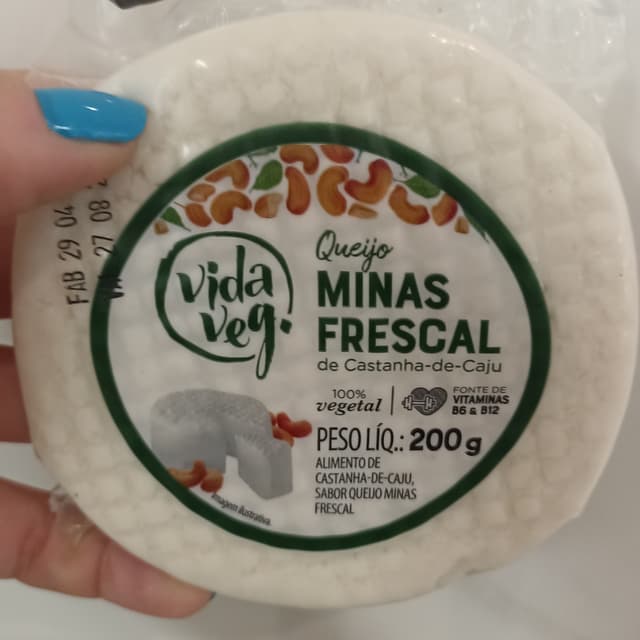 FAB 29 04
VAL 27 08
vida
veg.
Queijo
MINAS
FRESCAL
de Castanha-de-Caju
100%
vegetal
FONTE DE
VITAMINAS
B6 & B12
PESO LÍQ.: 200g
ALIMENTO DE
CASTANHA-DE-CAJU,
SABOR QUEIJO MINAS
FRESCAL
Imagem ilustrativa.